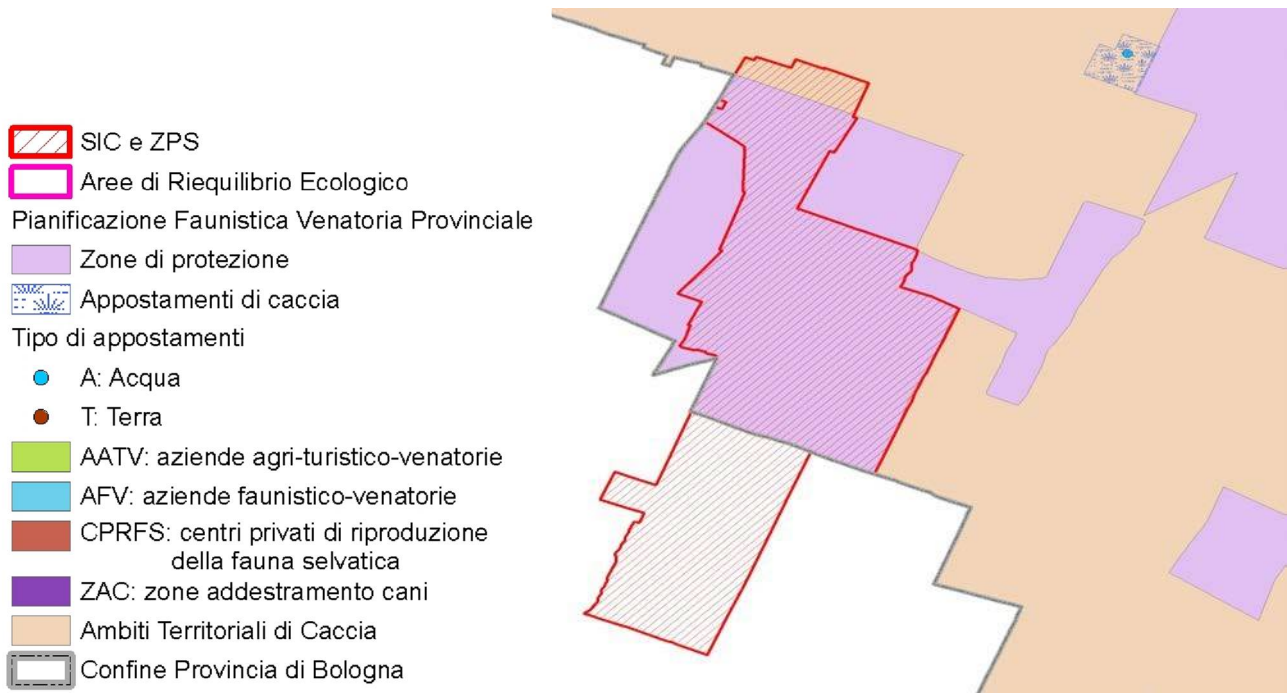 SIC e ZPS
Aree di Riequilibrio Ecologico
Pianificazione Faunistica Venatoria Provinciale
Zone di protezione
Appostamenti di caccia
Tipo di appostamenti
A: Acqua
T: Terra
AATV: aziende agri-turistico-venatorie
AFV: aziende faunistico-venatorie
CPRFS: centri privati di riproduzione
della fauna selvatica
ZAC: zone addestramento cani
Ambiti Territoriali di Caccia
Confine Provincia di Bologna